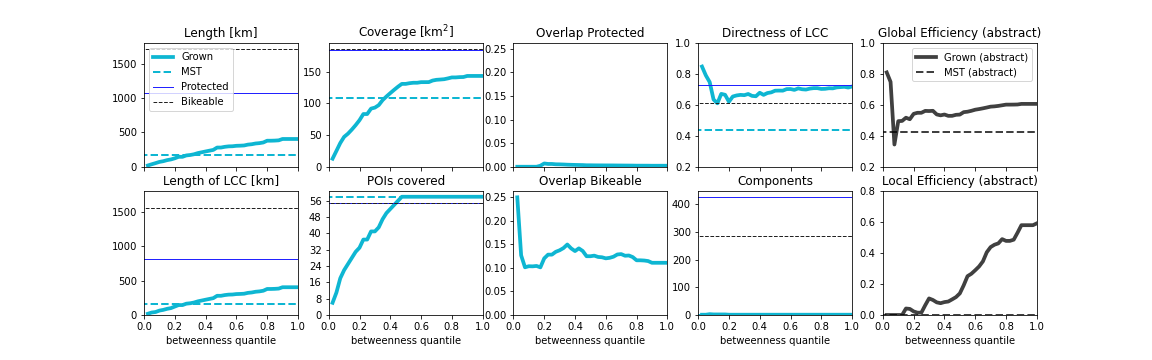 Length [km]
1500
1000
500
0
Grown
MST
Protected
Bikeable
Coverage [km²]
150
100
50
0
Overlap Protected
0.25
0.20
0.15
0.10
0.05
0.00
Directness of LCC
1.0
0.8
0.6
0.4
0.2
Global Efficiency (abstract)
1.0
0.8
0.6
0.4
0.2
Grown (abstract)
MST (abstract)
Length of LCC [km]
1500
1000
500
0
0.0 0.2 0.4 0.6 0.8 1.0
betweenness quantile
POIs covered
56
48
40
32
24
16
8
0
0.0 0.2 0.4 0.6 0.8 1.0
betweenness quantile
Overlap Bikeable
0.25
0.20
0.15
0.10
0.05
0.00
0.0 0.2 0.4 0.6 0.8 1.0
betweenness quantile
Components
400
300
200
100
0
0.0 0.2 0.4 0.6 0.8 1.0
betweenness quantile
Local Efficiency (abstract)
0.8
0.6
0.4
0.2
0.0
0.0 0.2 0.4 0.6 0.8 1.0
betweenness quantile